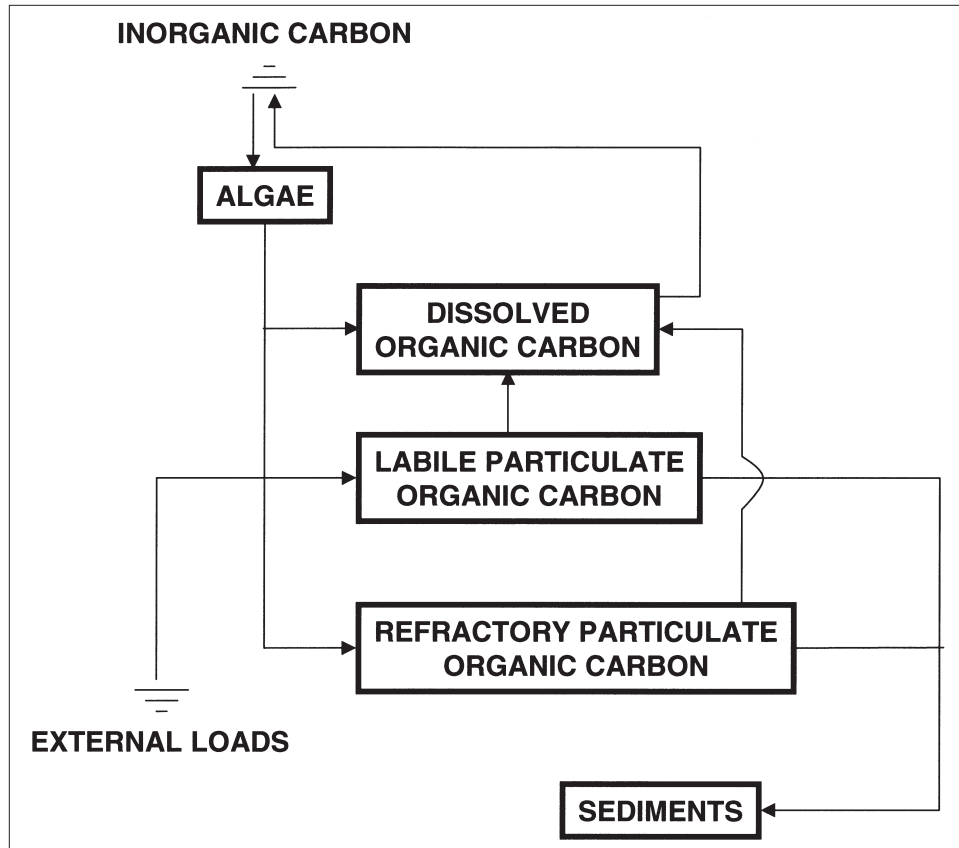 INORGANIC CARBON
ALGAE
DISSOLVED
ORGANIC CARBON
LABILE PARTICULATE
ORGANIC CARBON
REFRACTORY PARTICULATE
ORGANIC CARBON
EXTERNAL LOADS
SEDIMENTS